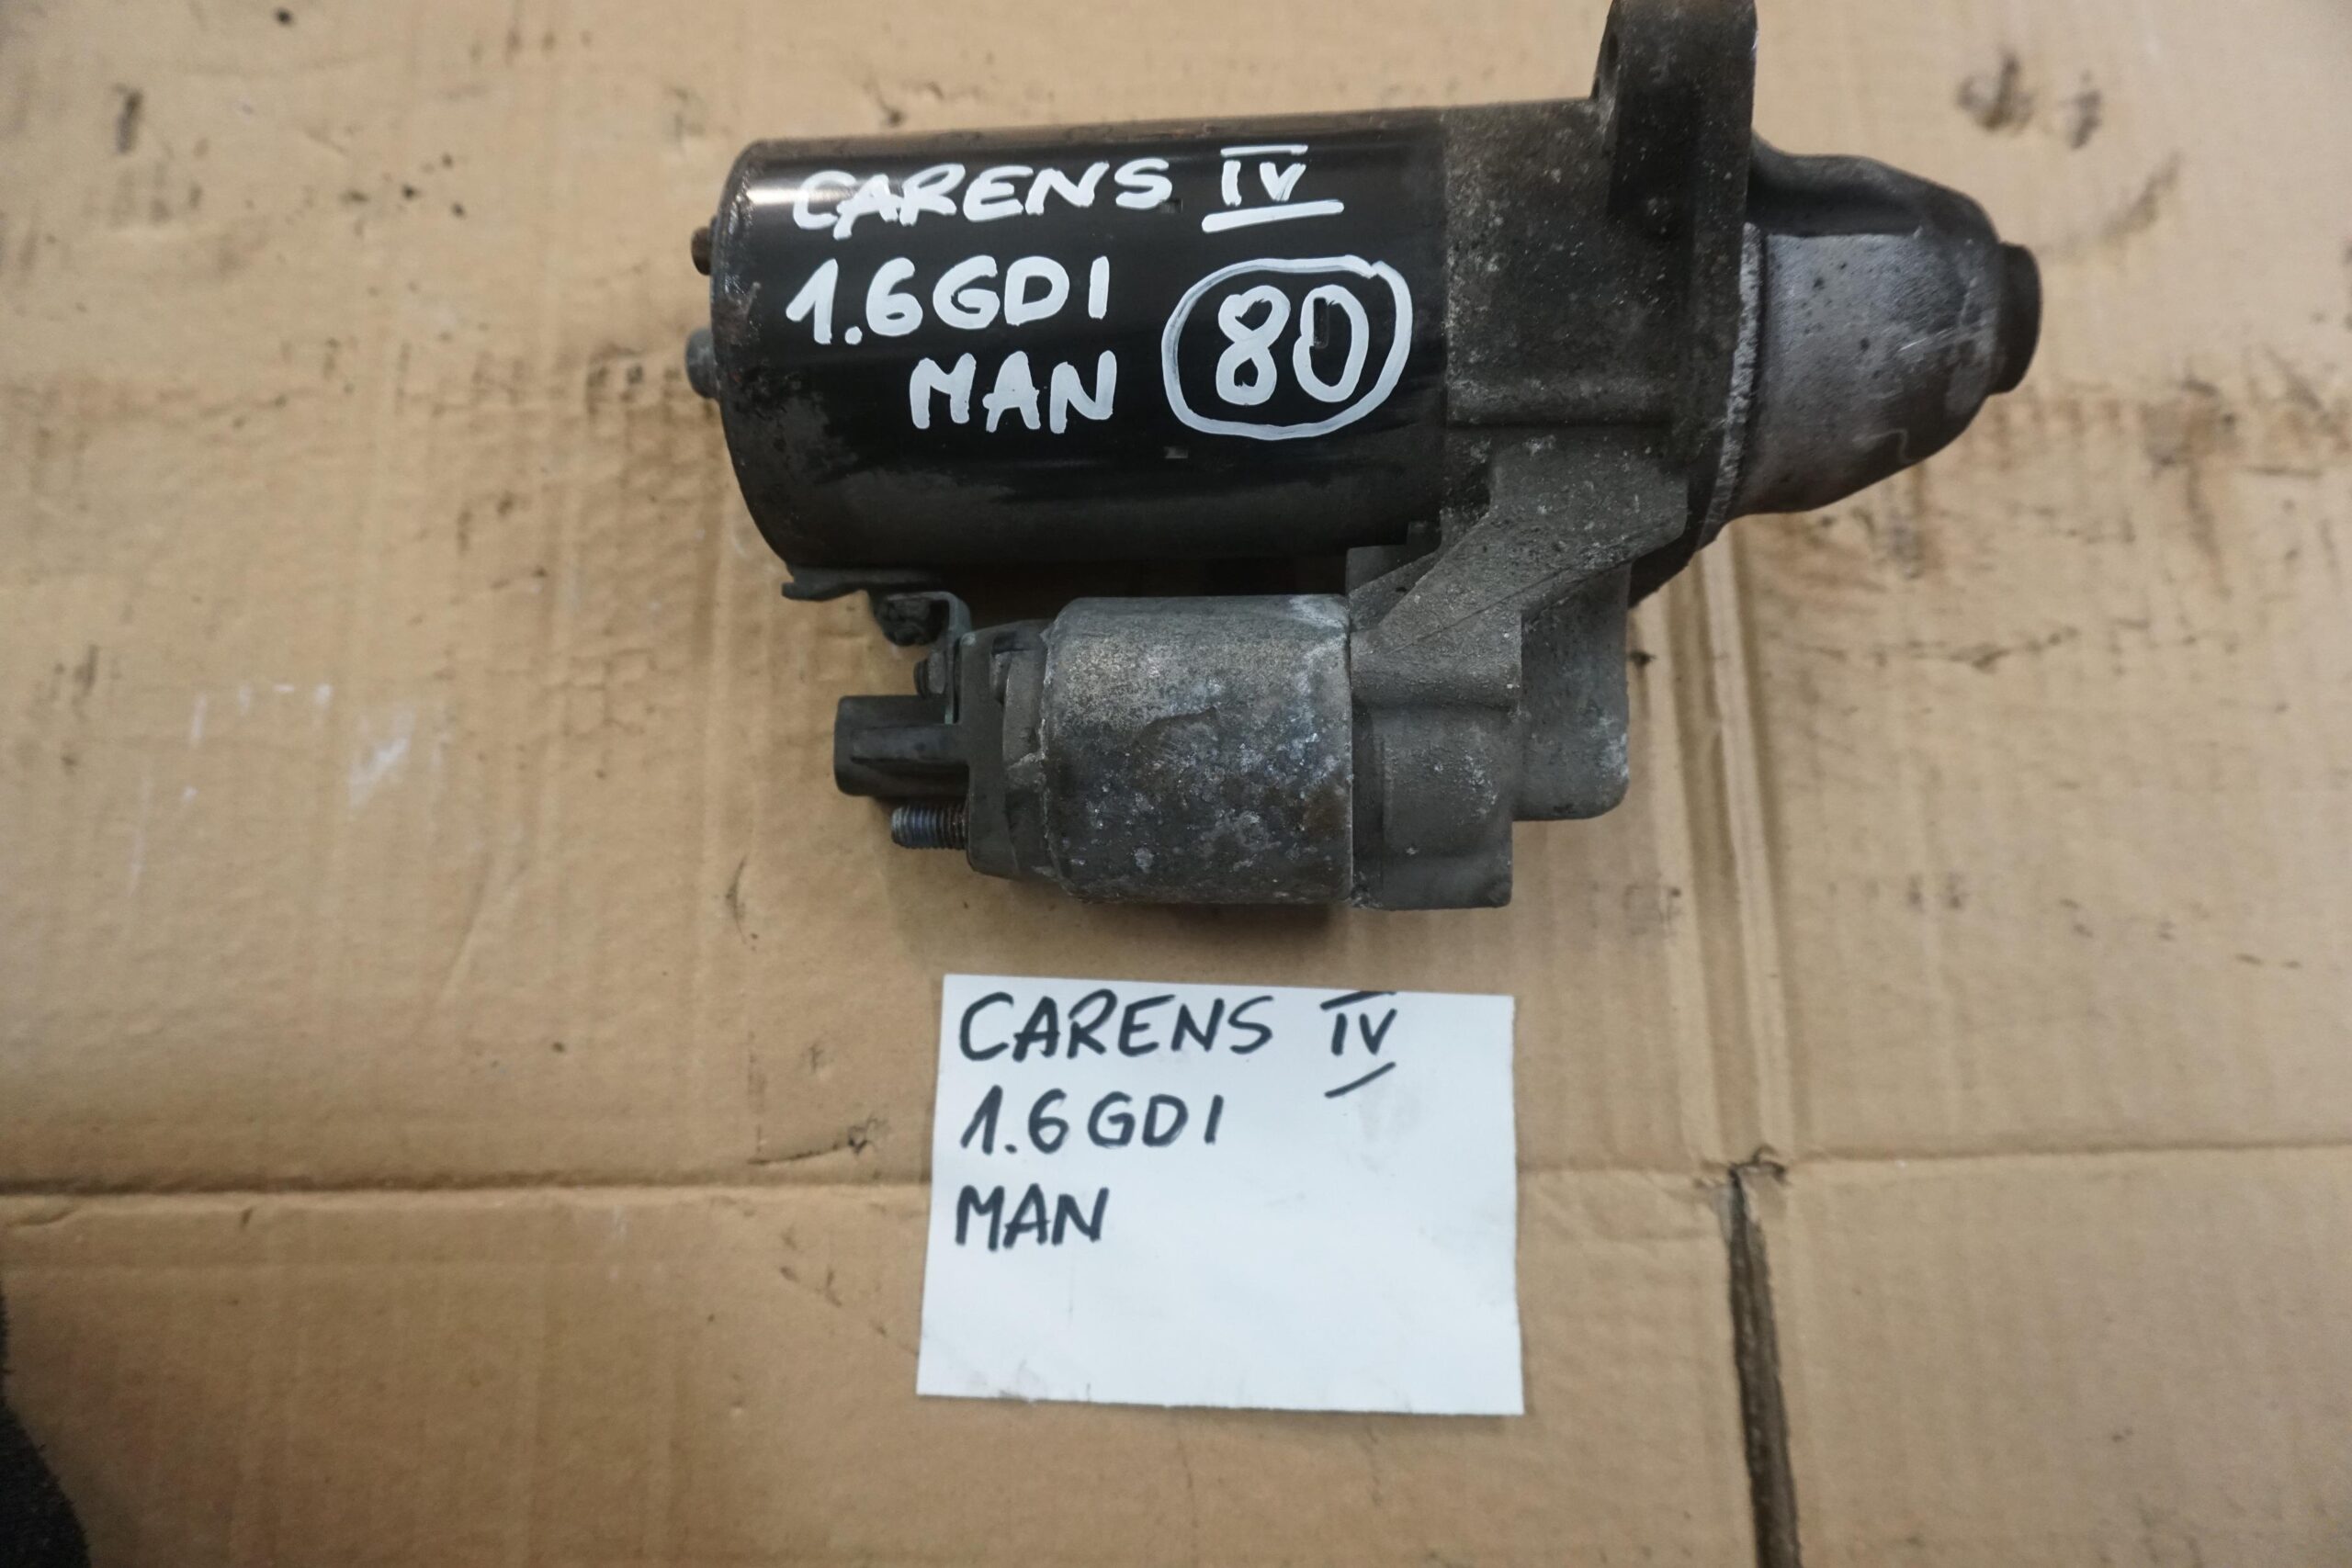 CARENS IV
1.6GDI
MAN 80
CARENS IV
1.6GDI
MAN